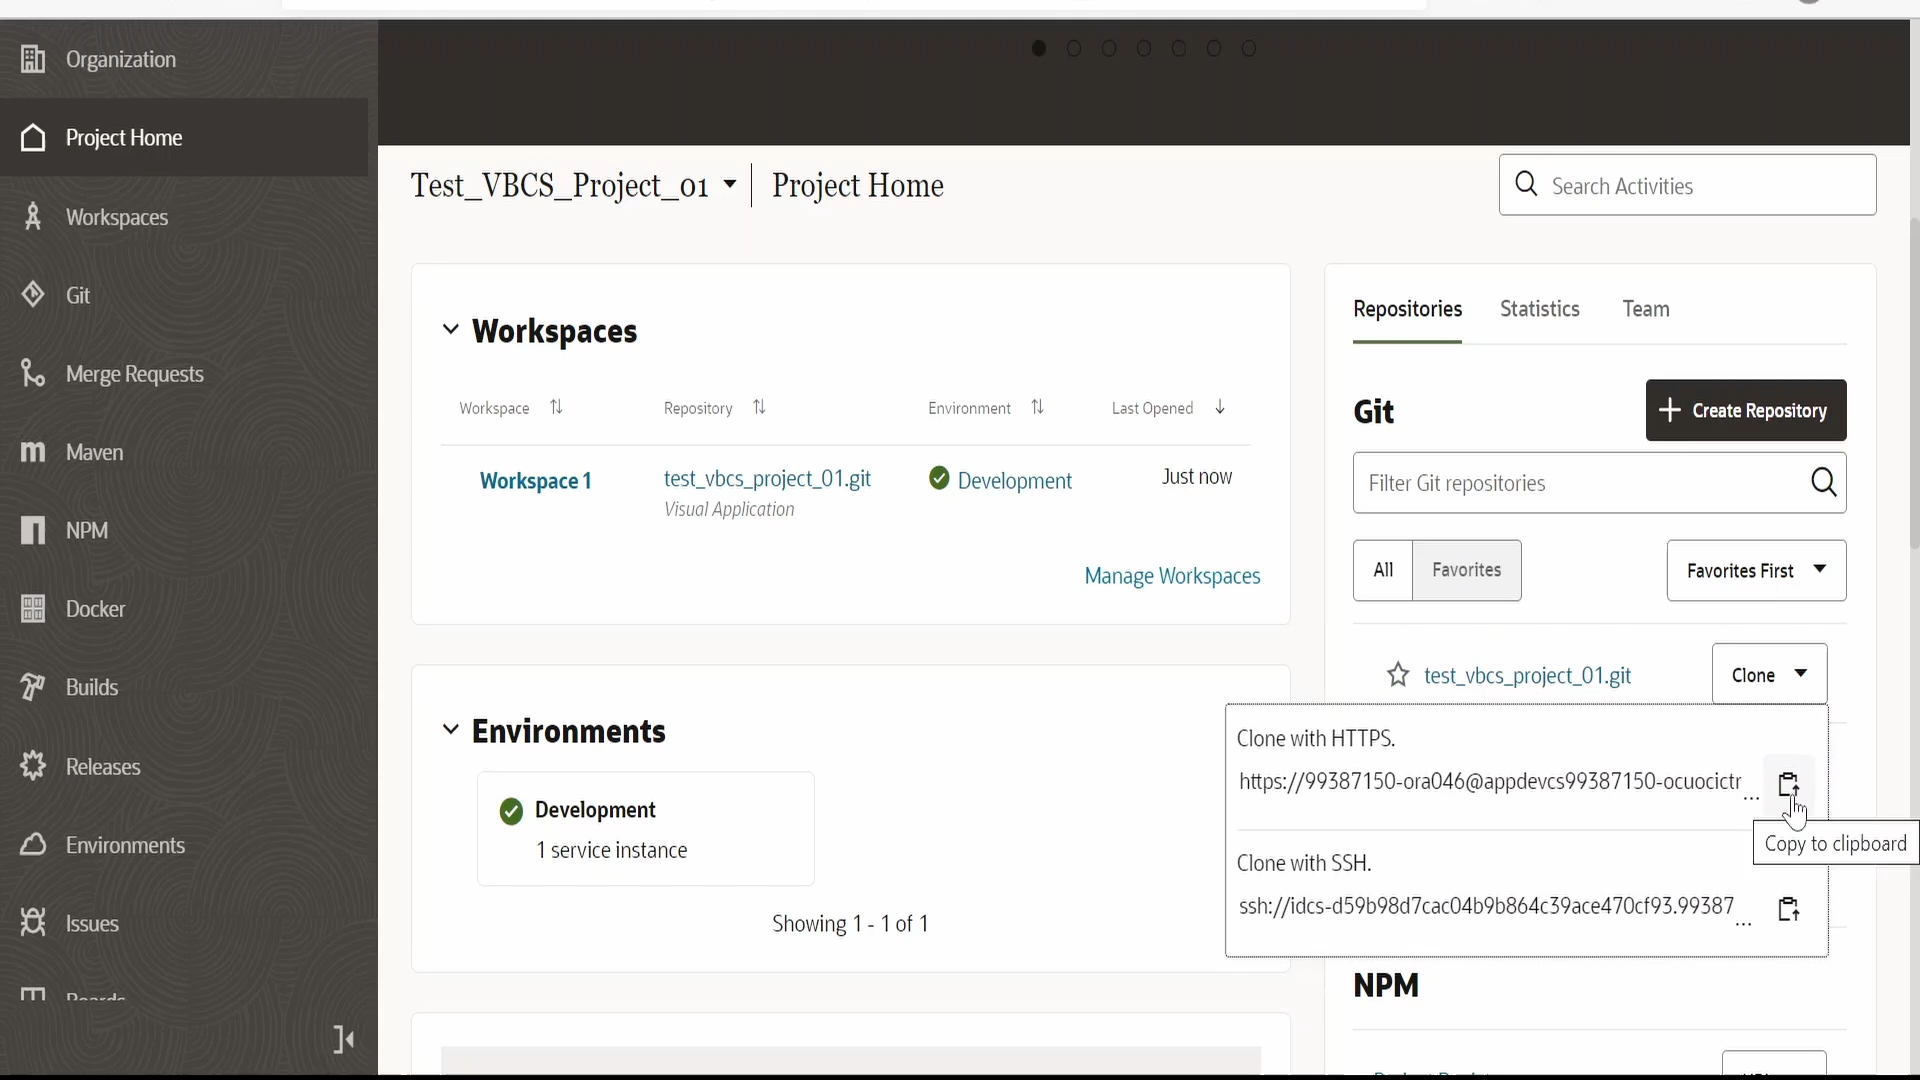 Organization
Project Home
Workspaces
Git
Merge Requests
Maven
NPM
Docker
Builds
Releases
Environments
Issues
Boards
Test_VBCS_Project_01 Project Home
Search Activities
Workspaces
Workspace Repository Environment Last Opened
Workspace 1 test_vbcs_project_01.git Development Just now
Visual Application
Manage Workspaces
Environments
Development
1 service instance
Showing 1 - 1 of 1
Repositories Statistics Team
Git
+ Create Repository
Filter Git repositories
All Favorites Favorites First
test_vbcs_project_01.git Clone
Clone with HTTPS.
https://99387150-ora046@appdevcs99387150-ocuocictr...
Copy to clipboard
Clone with SSH.
ssh://idcs-d59b98d7cac04b9b864c39ace470cf93.99387...
NPM